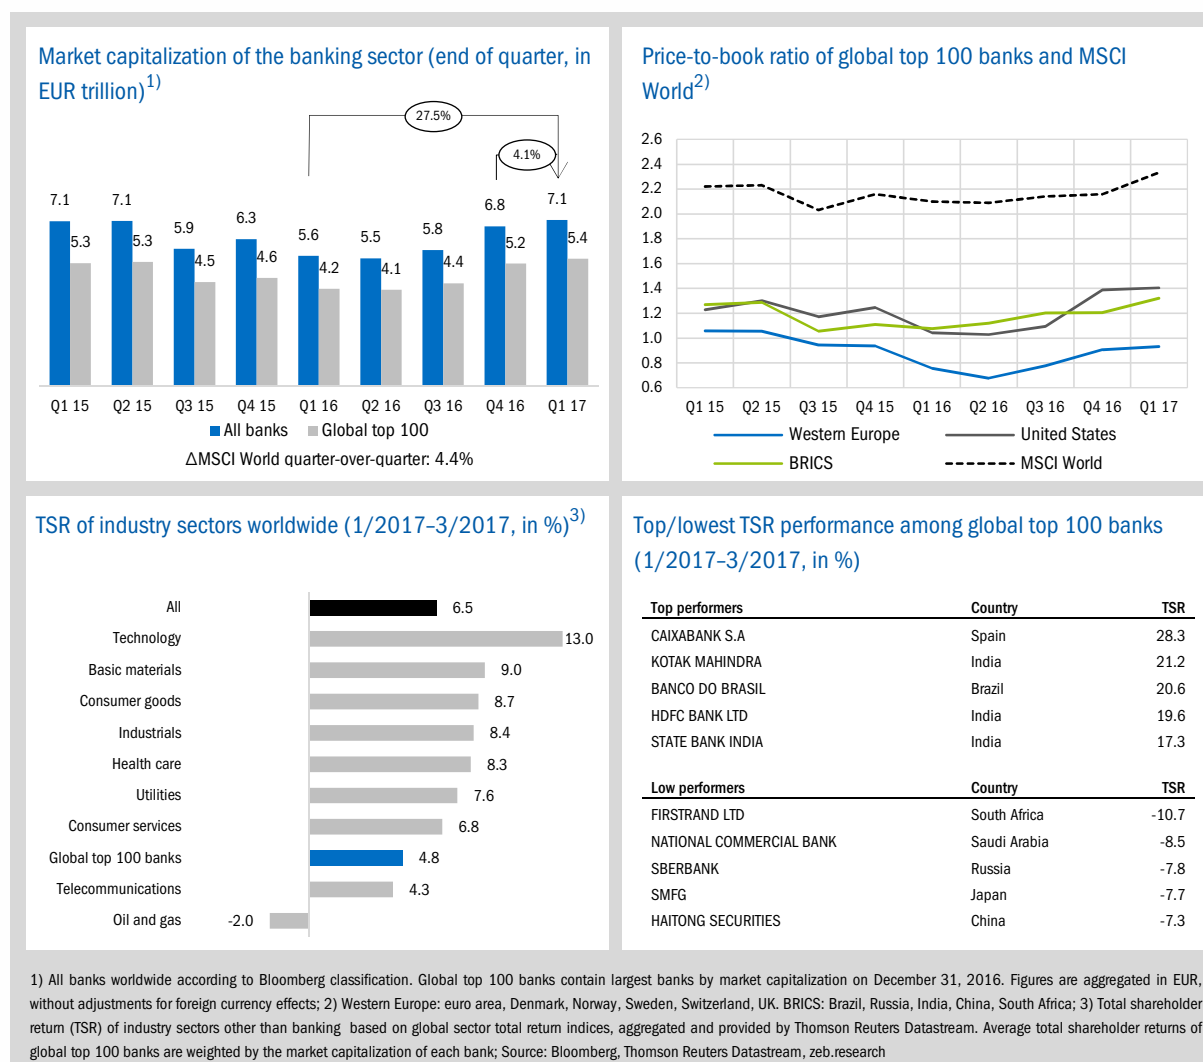 Market capitalization of the banking sector (end of quarter, in
EUR trillion)1)
27.5%
4.1%
7.1 7.1 5.9 6.3 5.6 5.5 5.8 6.8 7.1
5.3 5.3 4.5 4.6 4.2 4.1 4.4 5.2 5.4
Q1 15 Q2 15 Q3 15 Q4 15 Q1 16 Q2 16 Q3 16 Q4 16 Q1 17
All banks Global top 100
ΔMSCI World quarter-over-quarter: 4.4%
Price-to-book ratio of global top 100 banks and MSCI
World2)
2.6
2.4
2.2
2.0
1.8
1.6
1.4
1.2
1.0
0.8
0.6
Q1 15 Q2 15 Q3 15 Q4 15 Q1 16 Q2 16 Q3 16 Q4 16 Q1 17
Western Europe United States
BRICS MSCI World
TSR of industry sectors worldwide (1/2017–3/2017, in %)3)
All 6.5
Technology 13.0
Basic materials 9.0
Consumer goods 8.7
Industrials 8.4
Health care 8.3
Utilities 7.6
Consumer services 6.8
Global top 100 banks 4.8
Telecommunications 4.3
Oil and gas -2.0
Top/lowest TSR performance among global top 100 banks
(1/2017–3/2017, in %)
Top performers Country TSR
CAIXABANK S.A Spain 28.3
KOTAK MAHINDRA India 21.2
BANCO DO BRASIL Brazil 20.6
HDFC BANK LTD India 19.6
STATE BANK INDIA India 17.3
Low performers Country TSR
FIRSTRAND LTD South Africa -10.7
NATIONAL COMMERCIAL BANK Saudi Arabia -8.5
SBERBANK Russia -7.8
SMFG Japan -7.7
HAITONG SECURITIES China -7.3
1) All banks worldwide according to Bloomberg classification. Global top 100 banks contain largest banks by market capitalization on December 31, 2016. Figures are aggregated in EUR,
without adjustments for foreign currency effects; 2) Western Europe: euro area, Denmark, Norway, Sweden, Switzerland, UK. BRICS: Brazil, Russia, India, China, South Africa; 3) Total shareholder
return (TSR) of industry sectors other than banking based on global sector total return indices, aggregated and provided by Thomson Reuters Datastream. Average total shareholder returns of
global top 100 banks are weighted by the market capitalization of each bank; Source: Bloomberg, Thomson Reuters Datastream, zeb.research